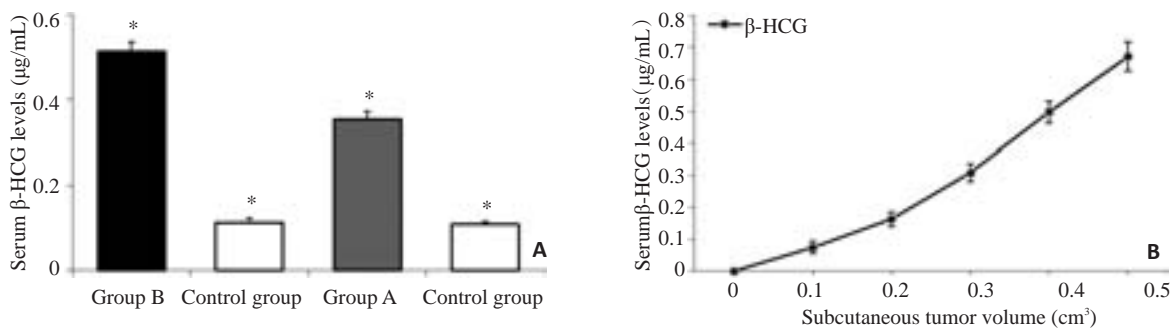 Serum β-HCG levels (μg/mL)
0.6
0.4
0.2
0
*
*
*
*
Group B
Control group
Group A
Control group
A
Serumβ-HCG levels(μg/mL)
0.8
0.7
0.6
0.5
0.4
0.3
0.2
0.1
0
β-HCG
B
0
0.1
0.2
0.3
0.4
0.5
Subcutaneous tumor volume (cm³)